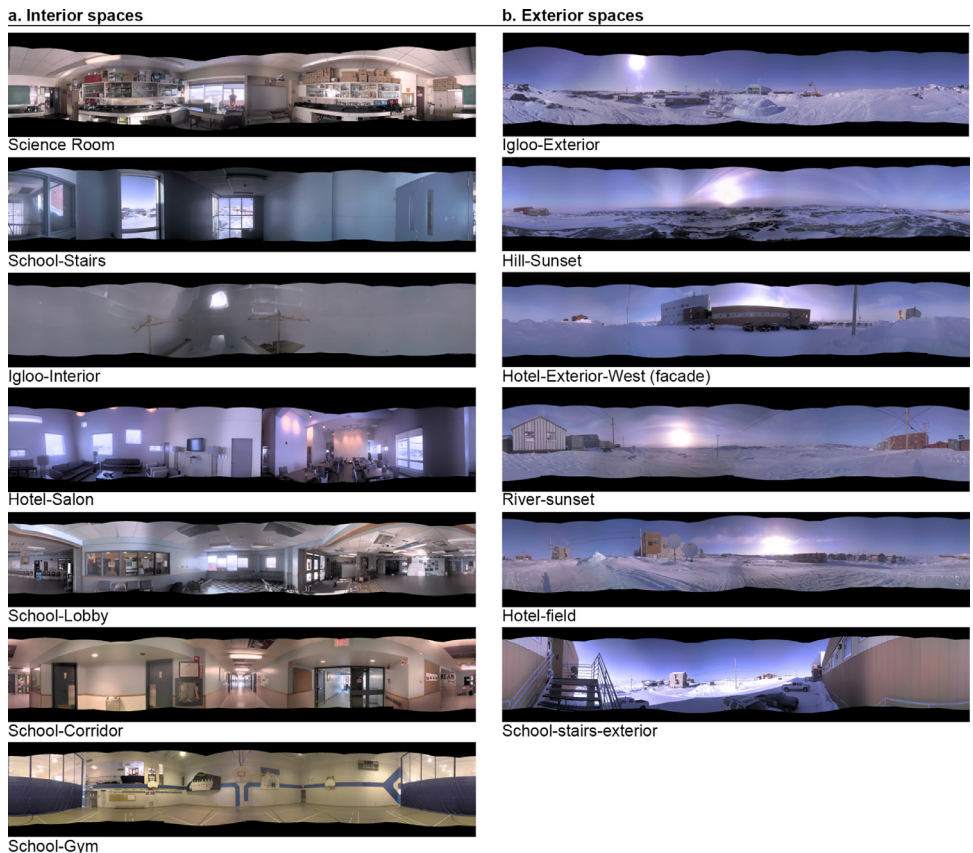 a. Interior spaces
Science Room
School-Stairs
Igloo-Interior
Hotel-Salon
School-Lobby
School-Corridor
School-Gym
b. Exterior spaces
Igloo-Exterior
Hill-Sunset
Hotel-Exterior-West (facade)
River-sunset
Hotel-field
School-stairs-exterior